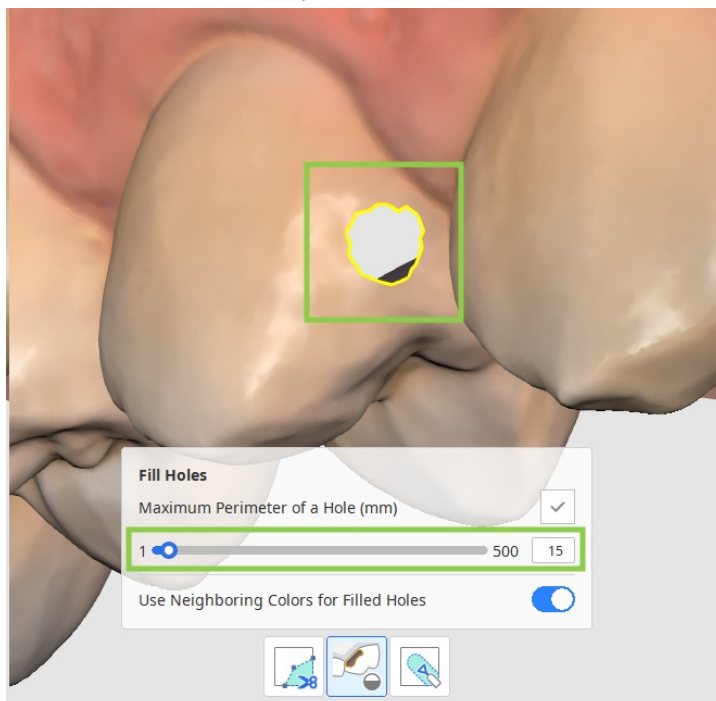 Fill Holes
Maximum Perimeter of a Hole (mm)
1 500 15
Use Neighboring Colors for Filled Holes